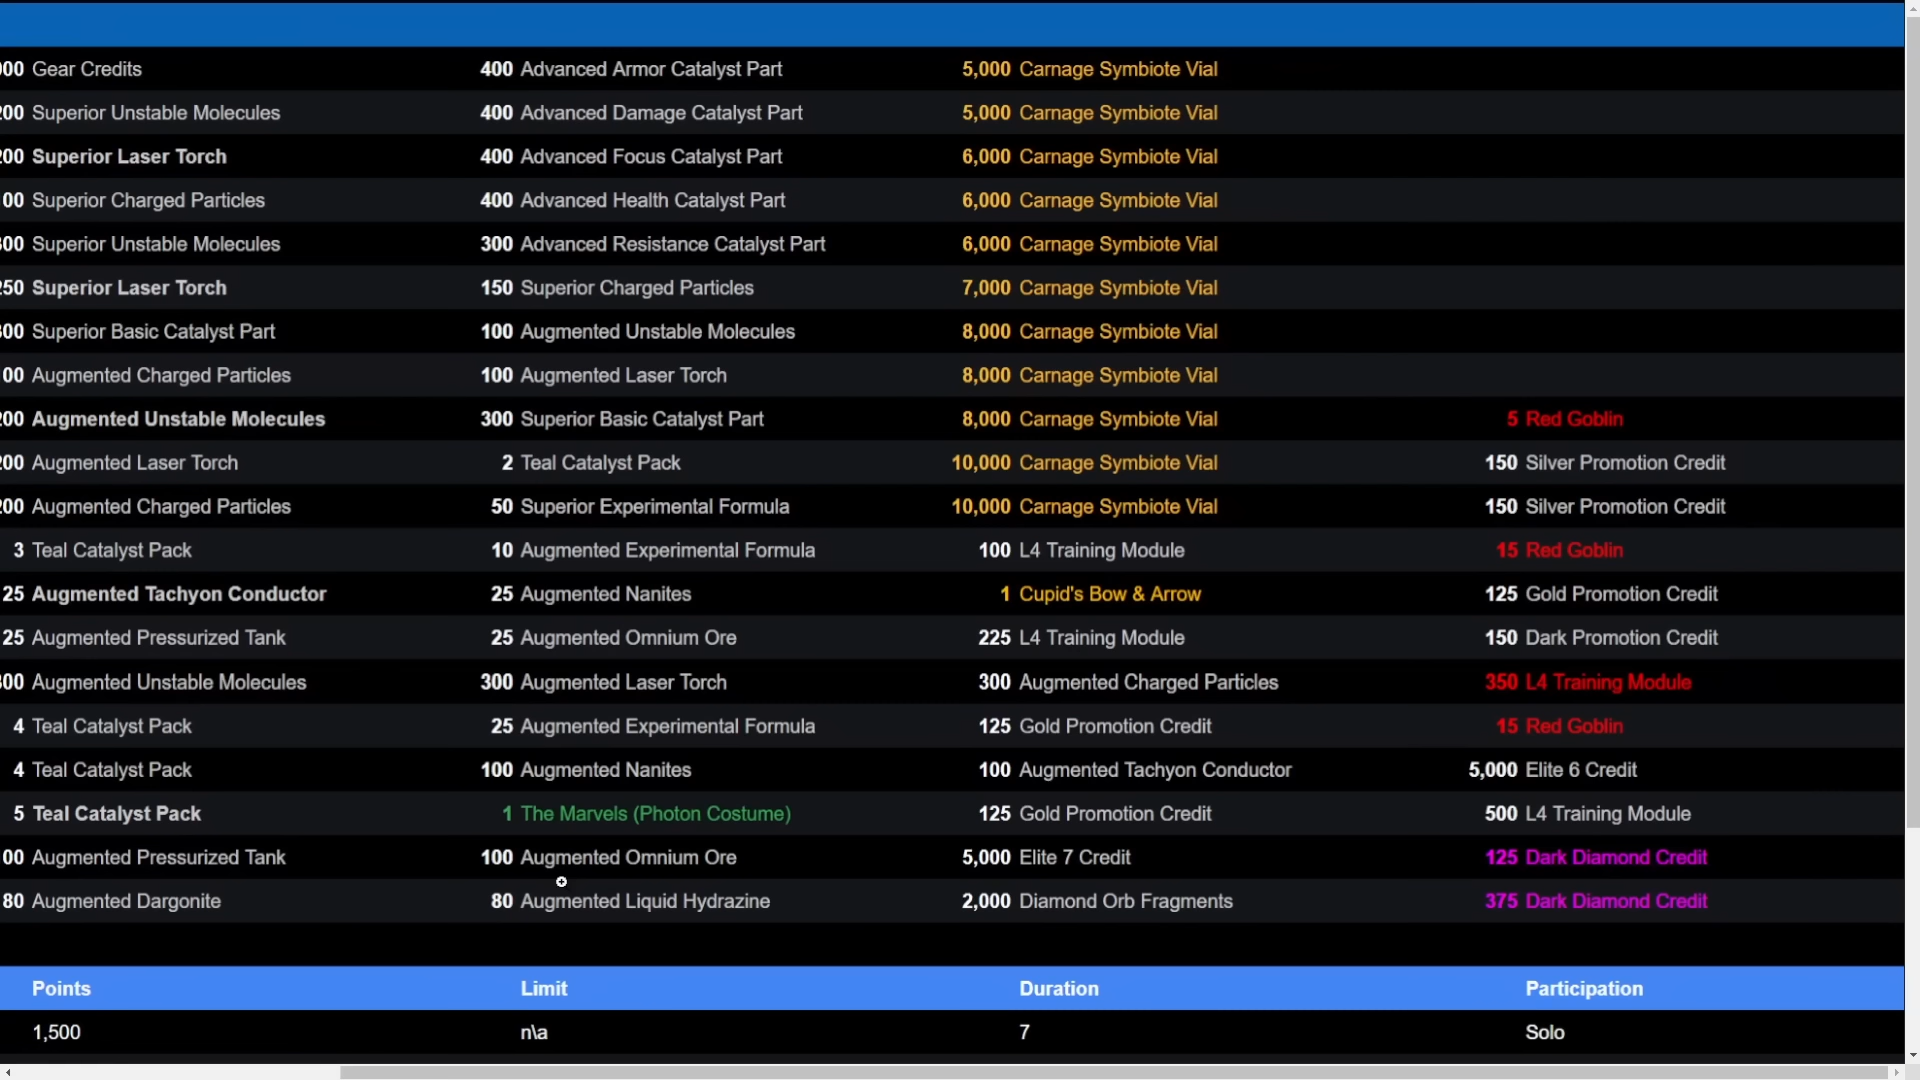 00 Gear Credits 400 Advanced Armor Catalyst Part 5,000 Carnage Symbiote Vial
200 Superior Unstable Molecules 400 Advanced Damage Catalyst Part 5,000 Carnage Symbiote Vial
200 Superior Laser Torch 400 Advanced Focus Catalyst Part 6,000 Carnage Symbiote Vial
00 Superior Charged Particles 400 Advanced Health Catalyst Part 6,000 Carnage Symbiote Vial
00 Superior Unstable Molecules 300 Advanced Resistance Catalyst Part 6,000 Carnage Symbiote Vial
250 Superior Laser Torch 150 Superior Charged Particles 7,000 Carnage Symbiote Vial
00 Superior Basic Catalyst Part 100 Augmented Unstable Molecules 8,000 Carnage Symbiote Vial
00 Augmented Charged Particles 100 Augmented Laser Torch 8,000 Carnage Symbiote Vial
200 Augmented Unstable Molecules 300 Superior Basic Catalyst Part 8,000 Carnage Symbiote Vial 5 Red Goblin
200 Augmented Laser Torch 2 Teal Catalyst Pack 10,000 Carnage Symbiote Vial 150 Silver Promotion Credit
200 Augmented Charged Particles 50 Superior Experimental Formula 10,000 Carnage Symbiote Vial 150 Silver Promotion Credit
3 Teal Catalyst Pack 10 Augmented Experimental Formula 100 L4 Training Module 15 Red Goblin
25 Augmented Tachyon Conductor 25 Augmented Nanites 1 Cupid's Bow & Arrow 125 Gold Promotion Credit
25 Augmented Pressurized Tank 25 Augmented Omnium Ore 225 L4 Training Module 150 Dark Promotion Credit
00 Augmented Unstable Molecules 300 Augmented Laser Torch 300 Augmented Charged Particles 350 L4 Training Module
4 Teal Catalyst Pack 25 Augmented Experimental Formula 125 Gold Promotion Credit 15 Red Goblin
4 Teal Catalyst Pack 100 Augmented Nanites 100 Augmented Tachyon Conductor 5,000 Elite 6 Credit
5 Teal Catalyst Pack 1 The Marvels (Photon Costume) 125 Gold Promotion Credit 500 L4 Training Module
00 Augmented Pressurized Tank 100 Augmented Omnium Ore 5,000 Elite 7 Credit 125 Dark Diamond Credit
80 Augmented Dargonite 80 Augmented Liquid Hydrazine 2,000 Diamond Orb Fragments 375 Dark Diamond Credit
Points Limit Duration Participation
1,500 n\a 7 Solo